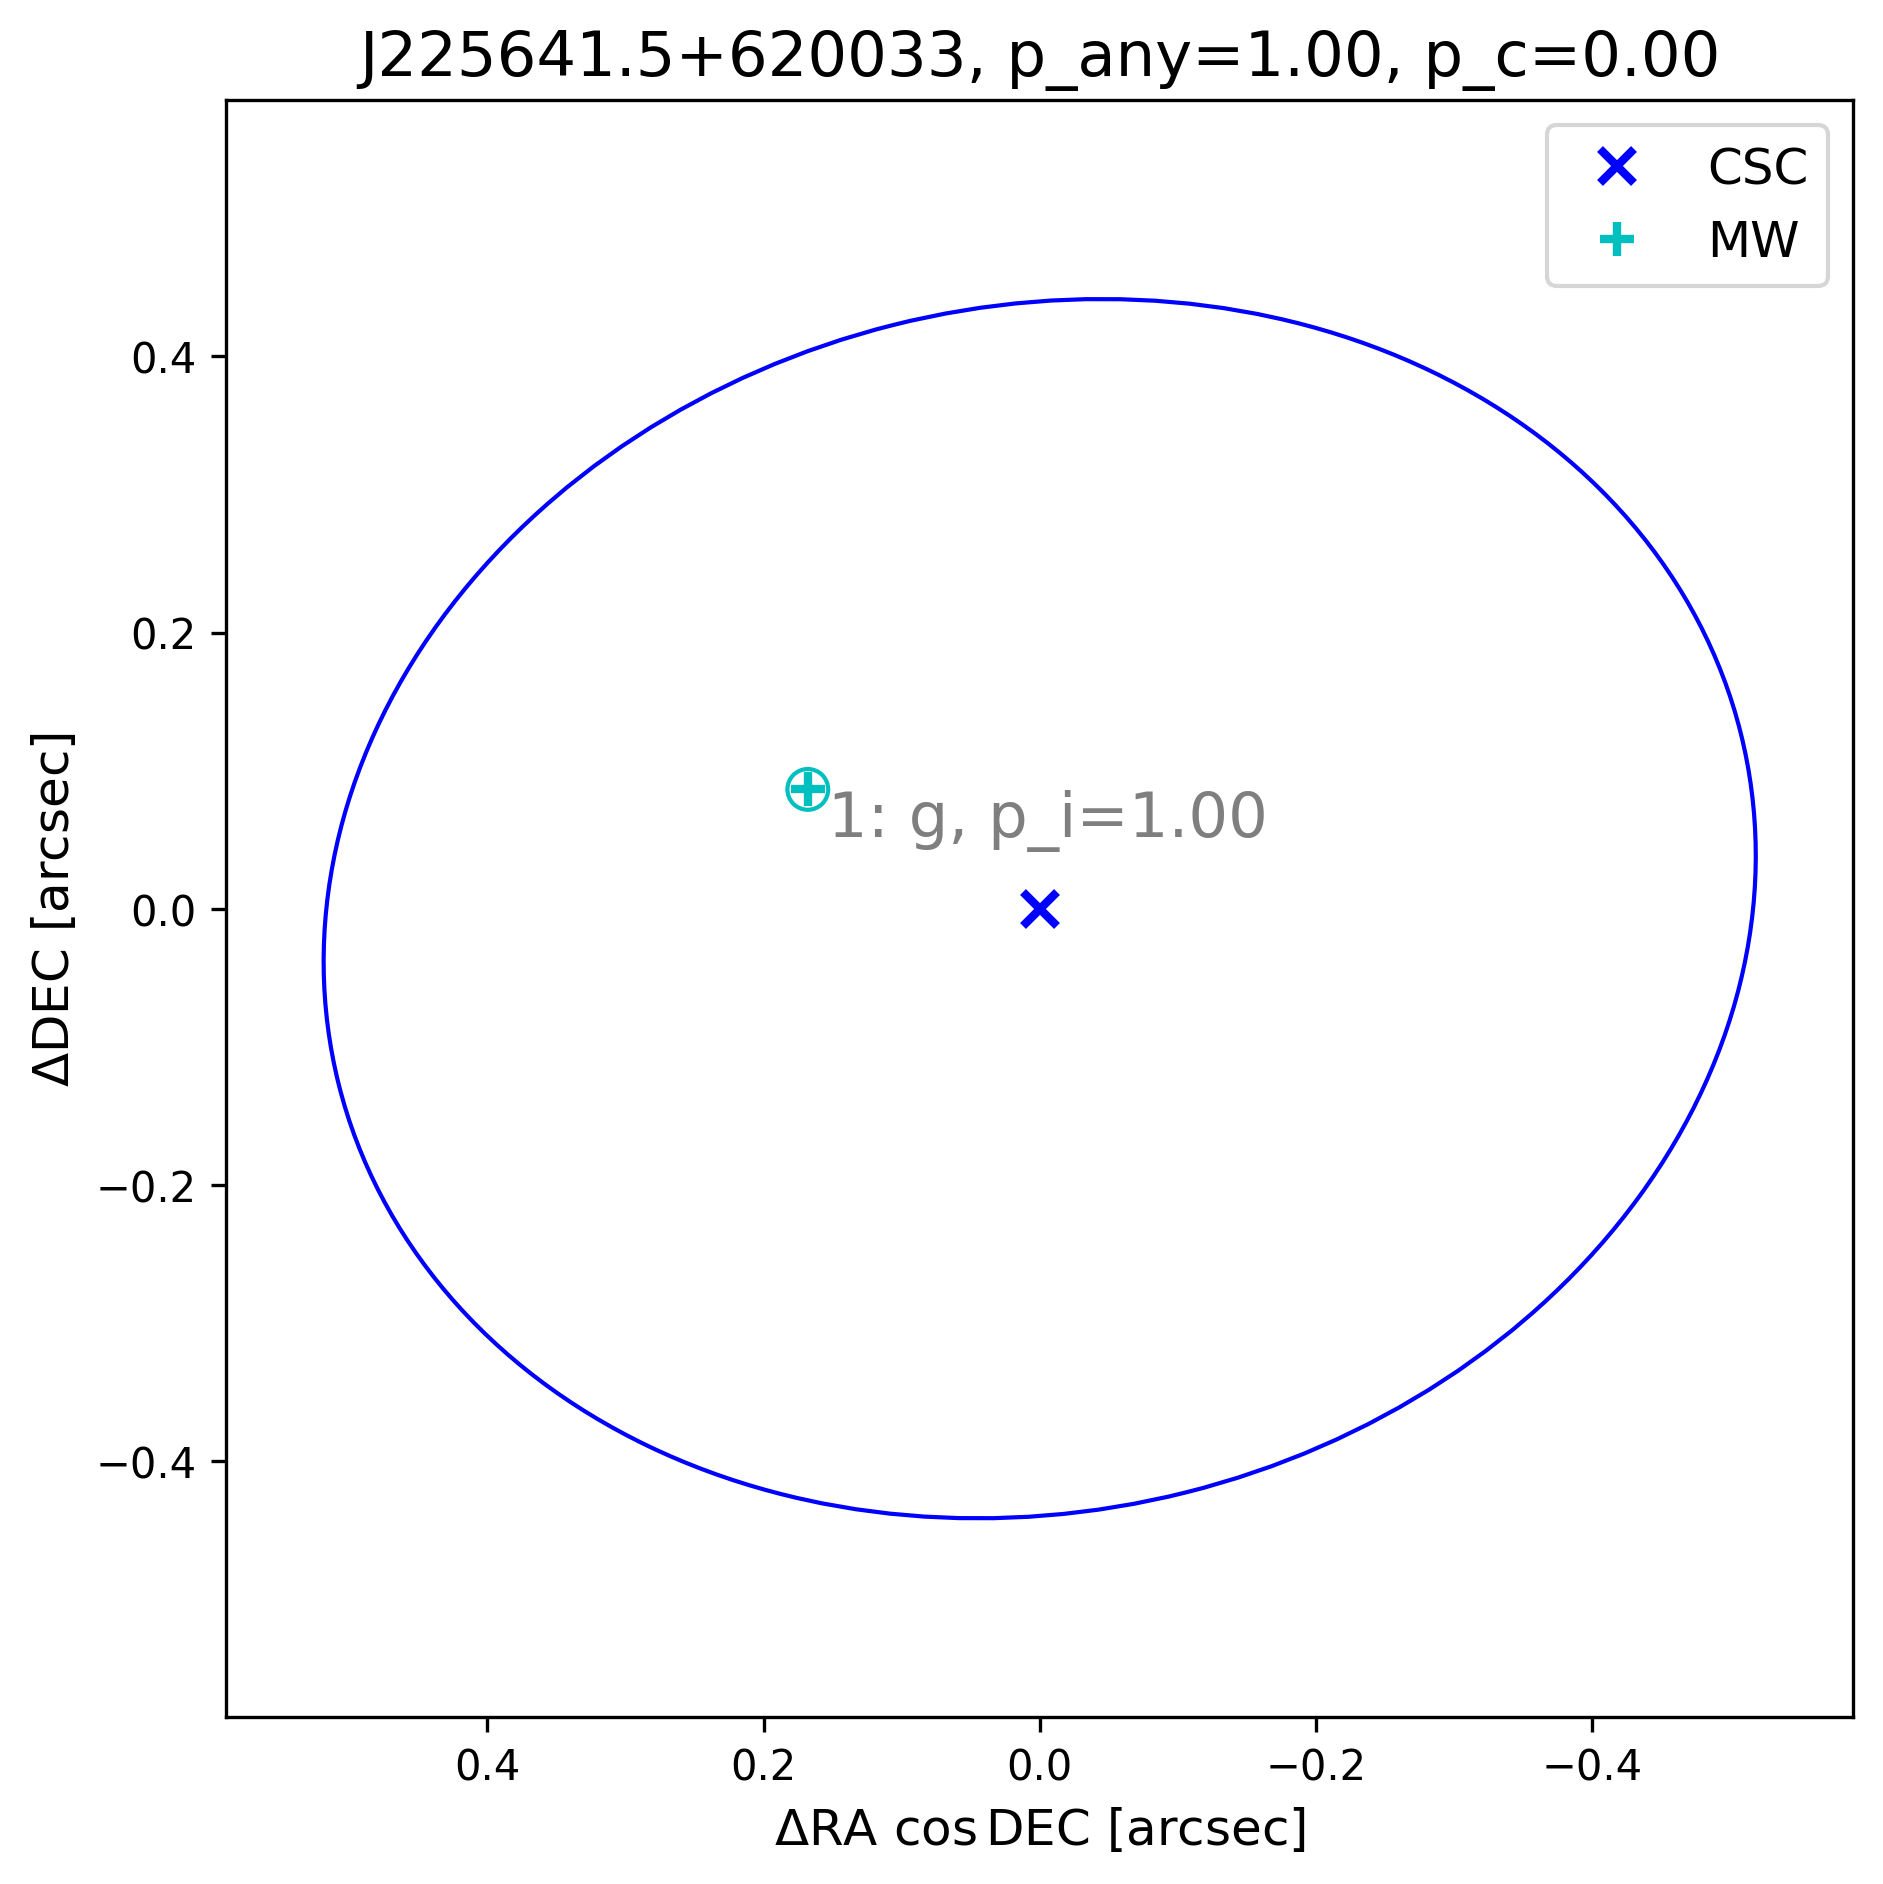 J225641.5+620033, p_any=1.00, p_c=0.00
CSC
MW
0.4
0.2
0.0
−0.2
−0.4
ΔDEC [arcsec]
1: g, p_i=1.00
0.4 0.2 0.0 −0.2 −0.4
ΔRA cos DEC [arcsec]